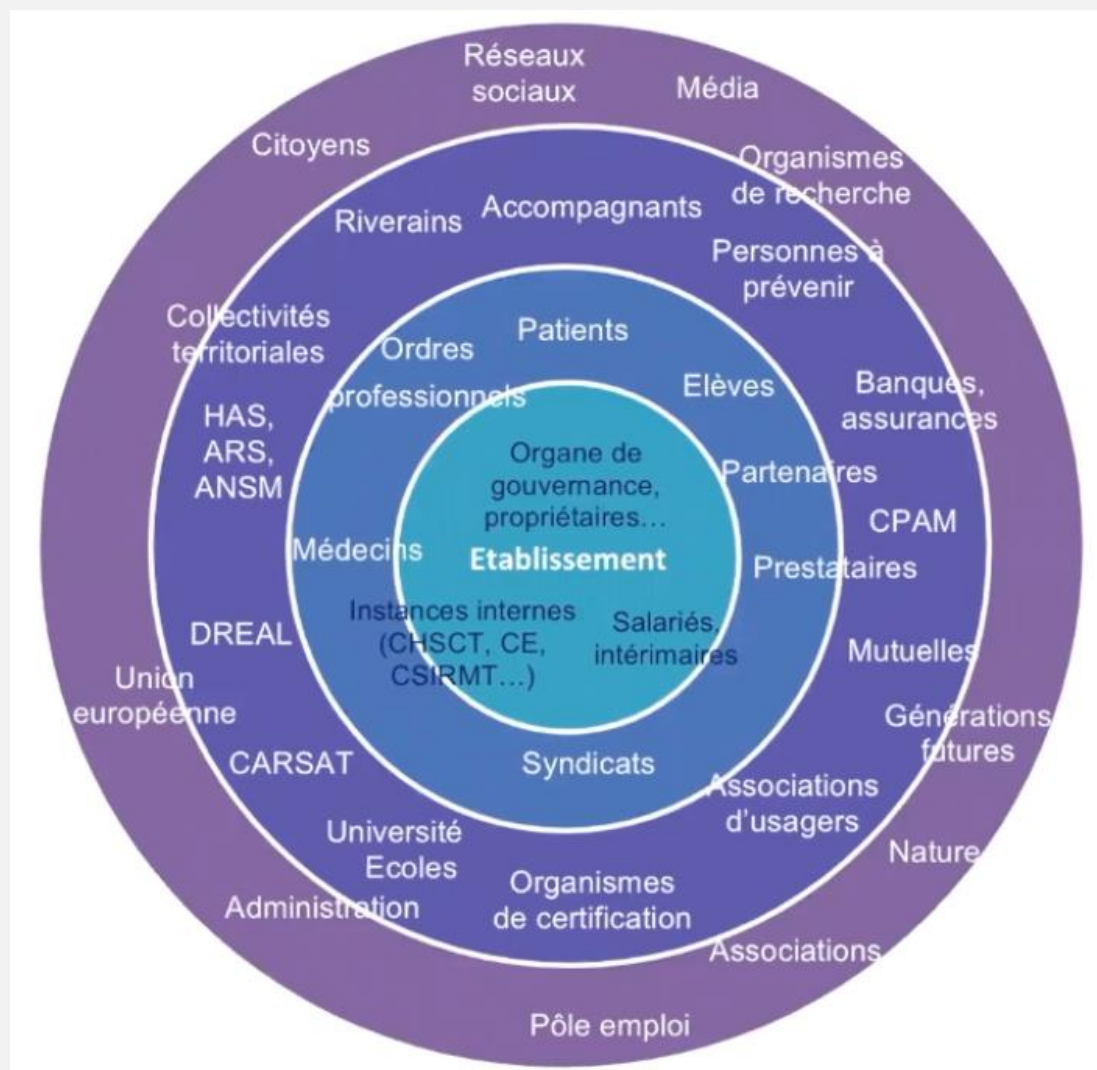 Réseaux
sociaux
Média
Citoyens
Organismes
de recherche
Riverains
Accompagnants
Personnes à
prévenir
Collectivités
territoriales
Patients
Ordres
professionnels
Elèves
Banques,
assurances
HAS,
ARS,
ANSM
Organe de
gouvernance,
propriétaires…
Partenaires
CPAM
Médecins
Etablissement
Prestataires
Instances internes
(CHSCT, CE,
CSIRMT…)
Salariés,
intérimaires
DREAL
Mutuelles
Union
européenne
Générations
futures
CARSAT
Syndicats
Associations
d’usagers
Université
Ecoles
Nature
Organismes
de certification
Administration
Associations
Pôle emploi